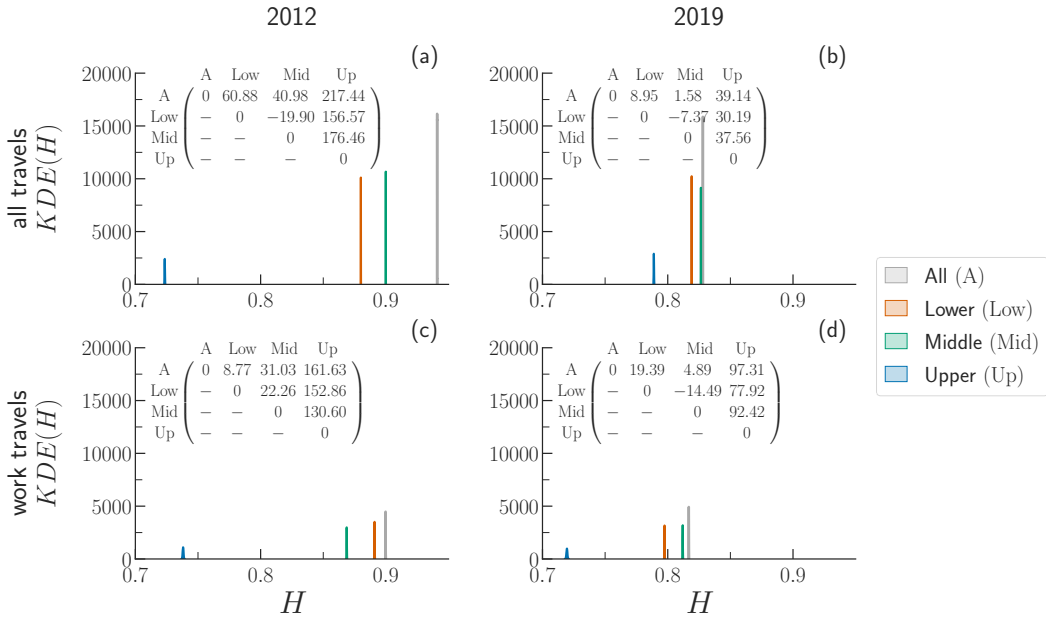 2012 2019
(a) (b)
A Low Mid Up
A 0 60.88 40.98 217.44
Low – 0 −19.90 156.57
Mid – – 0 176.46
Up – – – 0
A Low Mid Up
A 0 8.95 1.58 39.14
Low – 0 −7.37 30.19
Mid – – 0 37.56
Up – – – 0
all travels
KDE(H)
20000
15000
10000
5000
0
0.7 0.8 0.9
20000
15000
10000
5000
0
0.7 0.8 0.9
All (A)
Lower (Low)
Middle (Mid)
Upper (Up)
(c) (d)
A Low Mid Up
A 0 8.77 31.03 161.63
Low – 0 22.26 152.86
Mid – – 0 130.60
Up – – – 0
A Low Mid Up
A 0 19.39 4.89 97.31
Low – 0 −14.49 77.92
Mid – – 0 92.42
Up – – – 0
work travels
KDE(H)
20000
15000
10000
5000
0
0.7 0.8 0.9
20000
15000
10000
5000
0
0.7 0.8 0.9
H H